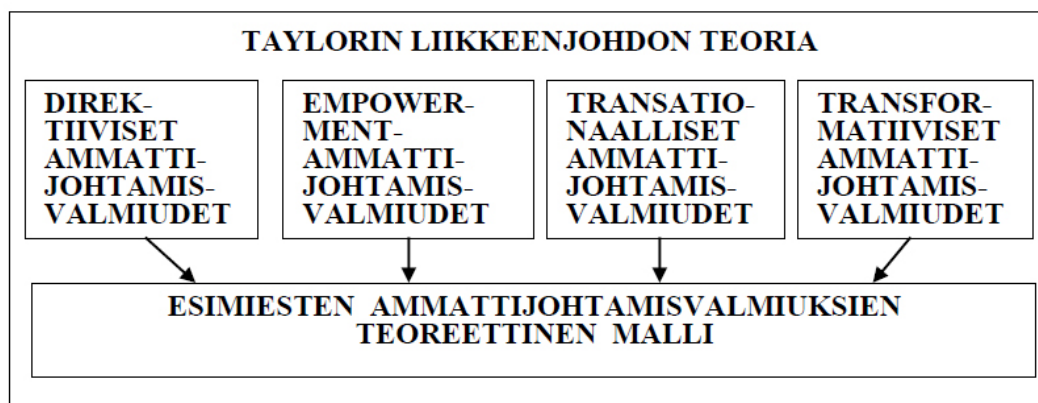 TAYLORIN LIIKKEENJOHDON TEORIA
DIREK-
TIIVISET
AMMATTI-
JOHTAMIS-
VALMIUDET
EMPOWER-
MENT-
AMMATTI-
JOHTAMIS-
VALMIUDET
TRANSATIO-
NAALLISET
AMMATTI-
JOHTAMIS-
VALMIUDET
TRANSFOR-
MATIIVISET
AMMATTI-
JOHTAMIS-
VALMIUDET
ESIMIESTEN AMMATTIJOHTAMISVALMIUKSIEN
TEOREETTINEN MALLI